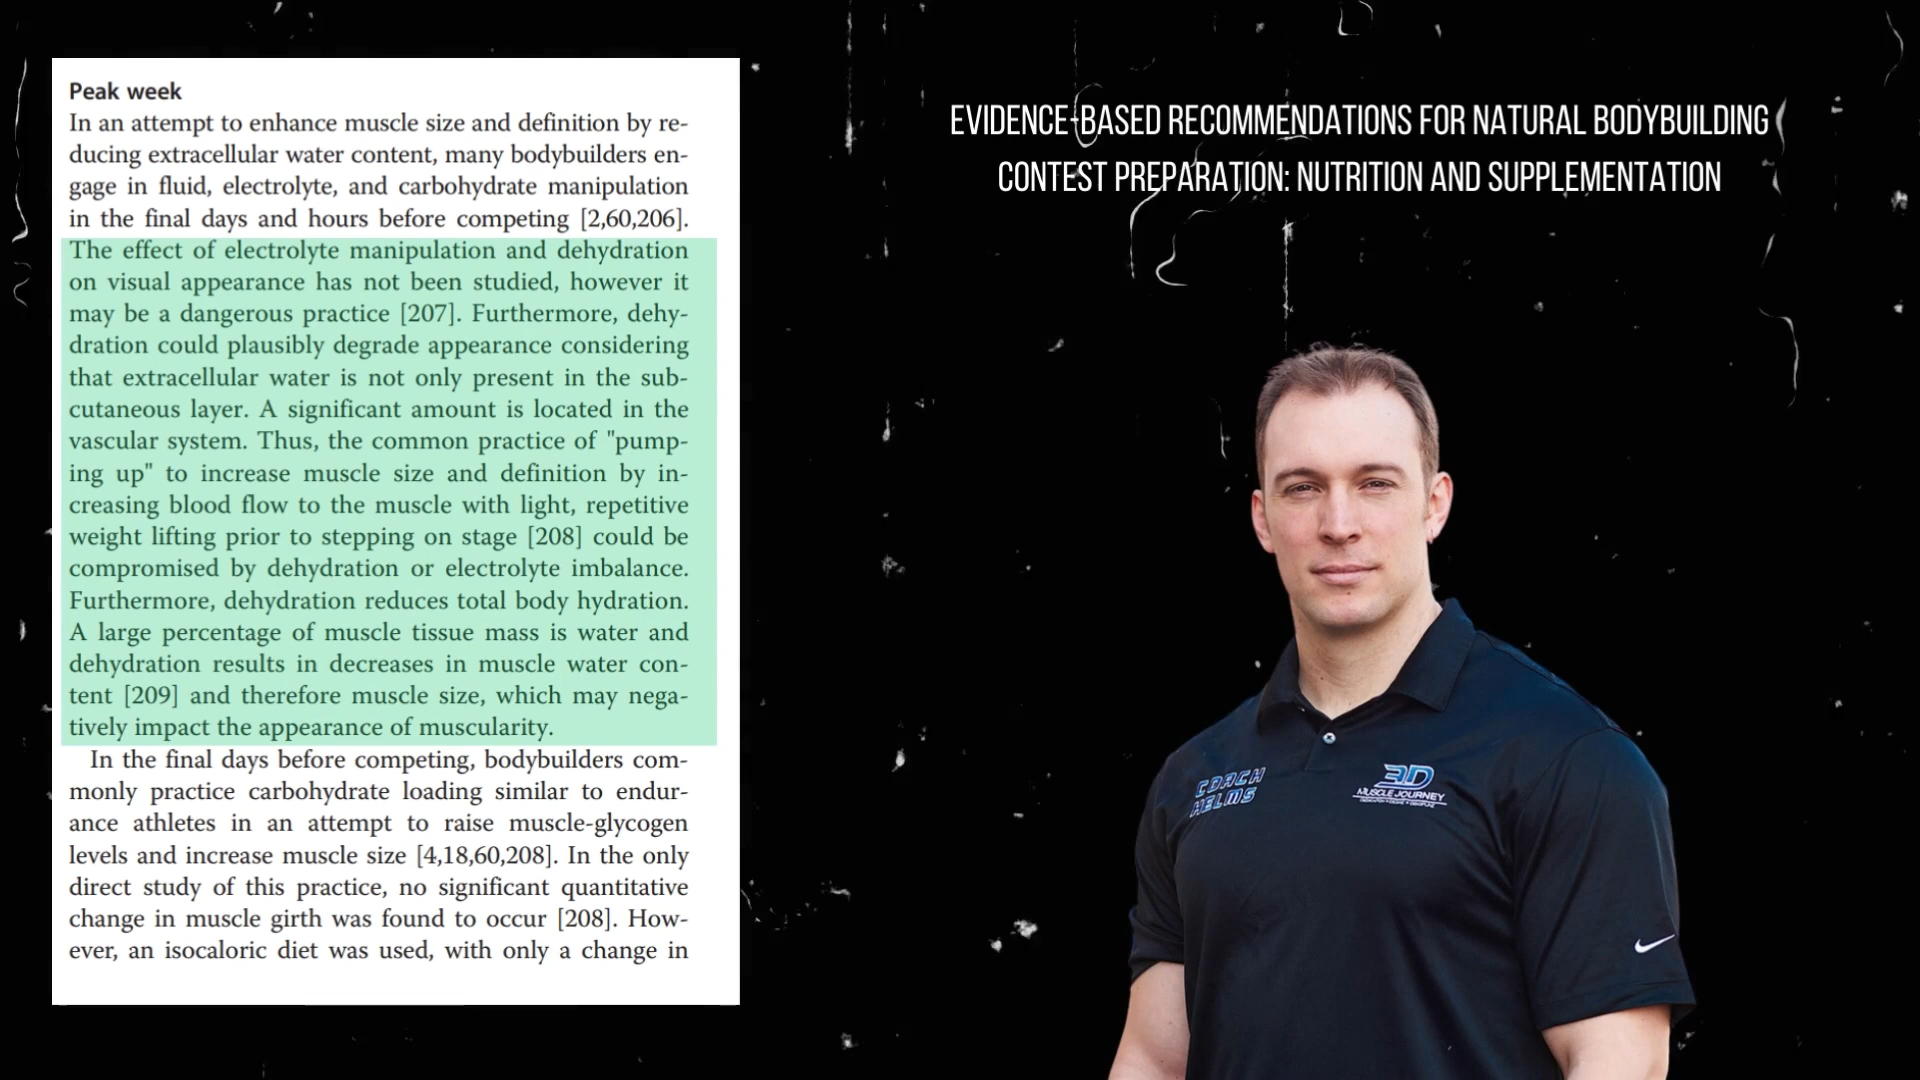 Peak week
In an attempt to enhance muscle size and definition by re-
ducing extracellular water content, many bodybuilders en-
gage in fluid, electrolyte, and carbohydrate manipulation
in the final days and hours before competing [2,60,206].
The effect of electrolyte manipulation and dehydration
on visual appearance has not been studied, however it
may be a dangerous practice [207]. Furthermore, dehy-
dration could plausibly degrade appearance considering
that extracellular water is not only present in the sub-
cutaneous layer. A significant amount is located in the
vascular system. Thus, the common practice of "pump-
ing up" to increase muscle size and definition by in-
creasing blood flow to the muscle with light, repetitive
weight lifting prior to stepping on stage [208] could be
compromised by dehydration or electrolyte imbalance.
Furthermore, dehydration reduces total body hydration.
A large percentage of muscle tissue mass is water and
dehydration results in decreases in muscle water con-
tent [209] and therefore muscle size, which may nega-
tively impact the appearance of muscularity.
In the final days before competing, bodybuilders com-
monly practice carbohydrate loading similar to endur-
ance athletes in an attempt to raise muscle-glycogen
levels and increase muscle size [4,18,60,208]. In the only
direct study of this practice, no significant quantitative
change in muscle girth was found to occur [208]. How-
ever, an isocaloric diet was used, with only a change in
EVIDENCE-BASED RECOMMENDATIONS FOR NATURAL BODYBUILDING
CONTEST PREPARATION: NUTRITION AND SUPPLEMENTATION
COACH
HELMS
3D
MUSCLE JOURNEY